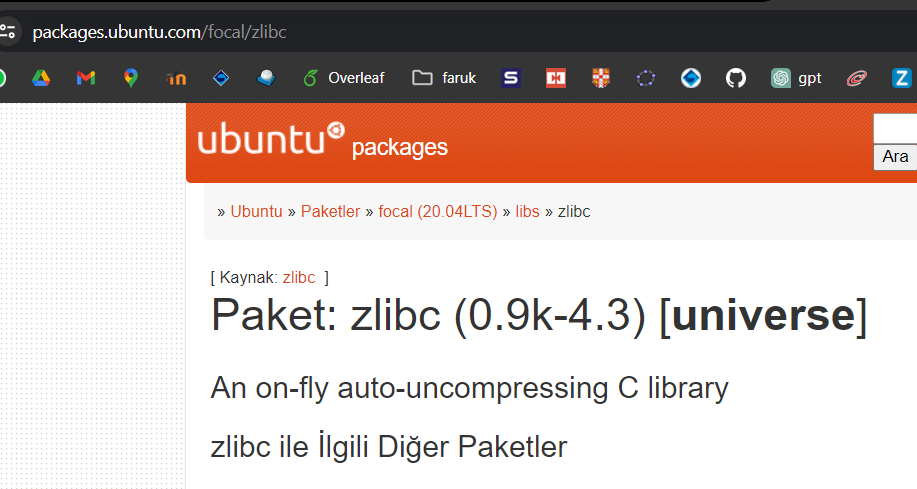 packages.ubuntu.com/focal/zlibc
Overleaf faruk S gpt Z
ubuntu packages
Ara
» Ubuntu » Paketler » focal (20.04LTS) » libs » zlibc
[ Kaynak: zlibc ]
Paket: zlibc (0.9k-4.3) [universe]
An on-fly auto-uncompressing C library
zlibc ile İlgili Diğer Paketler